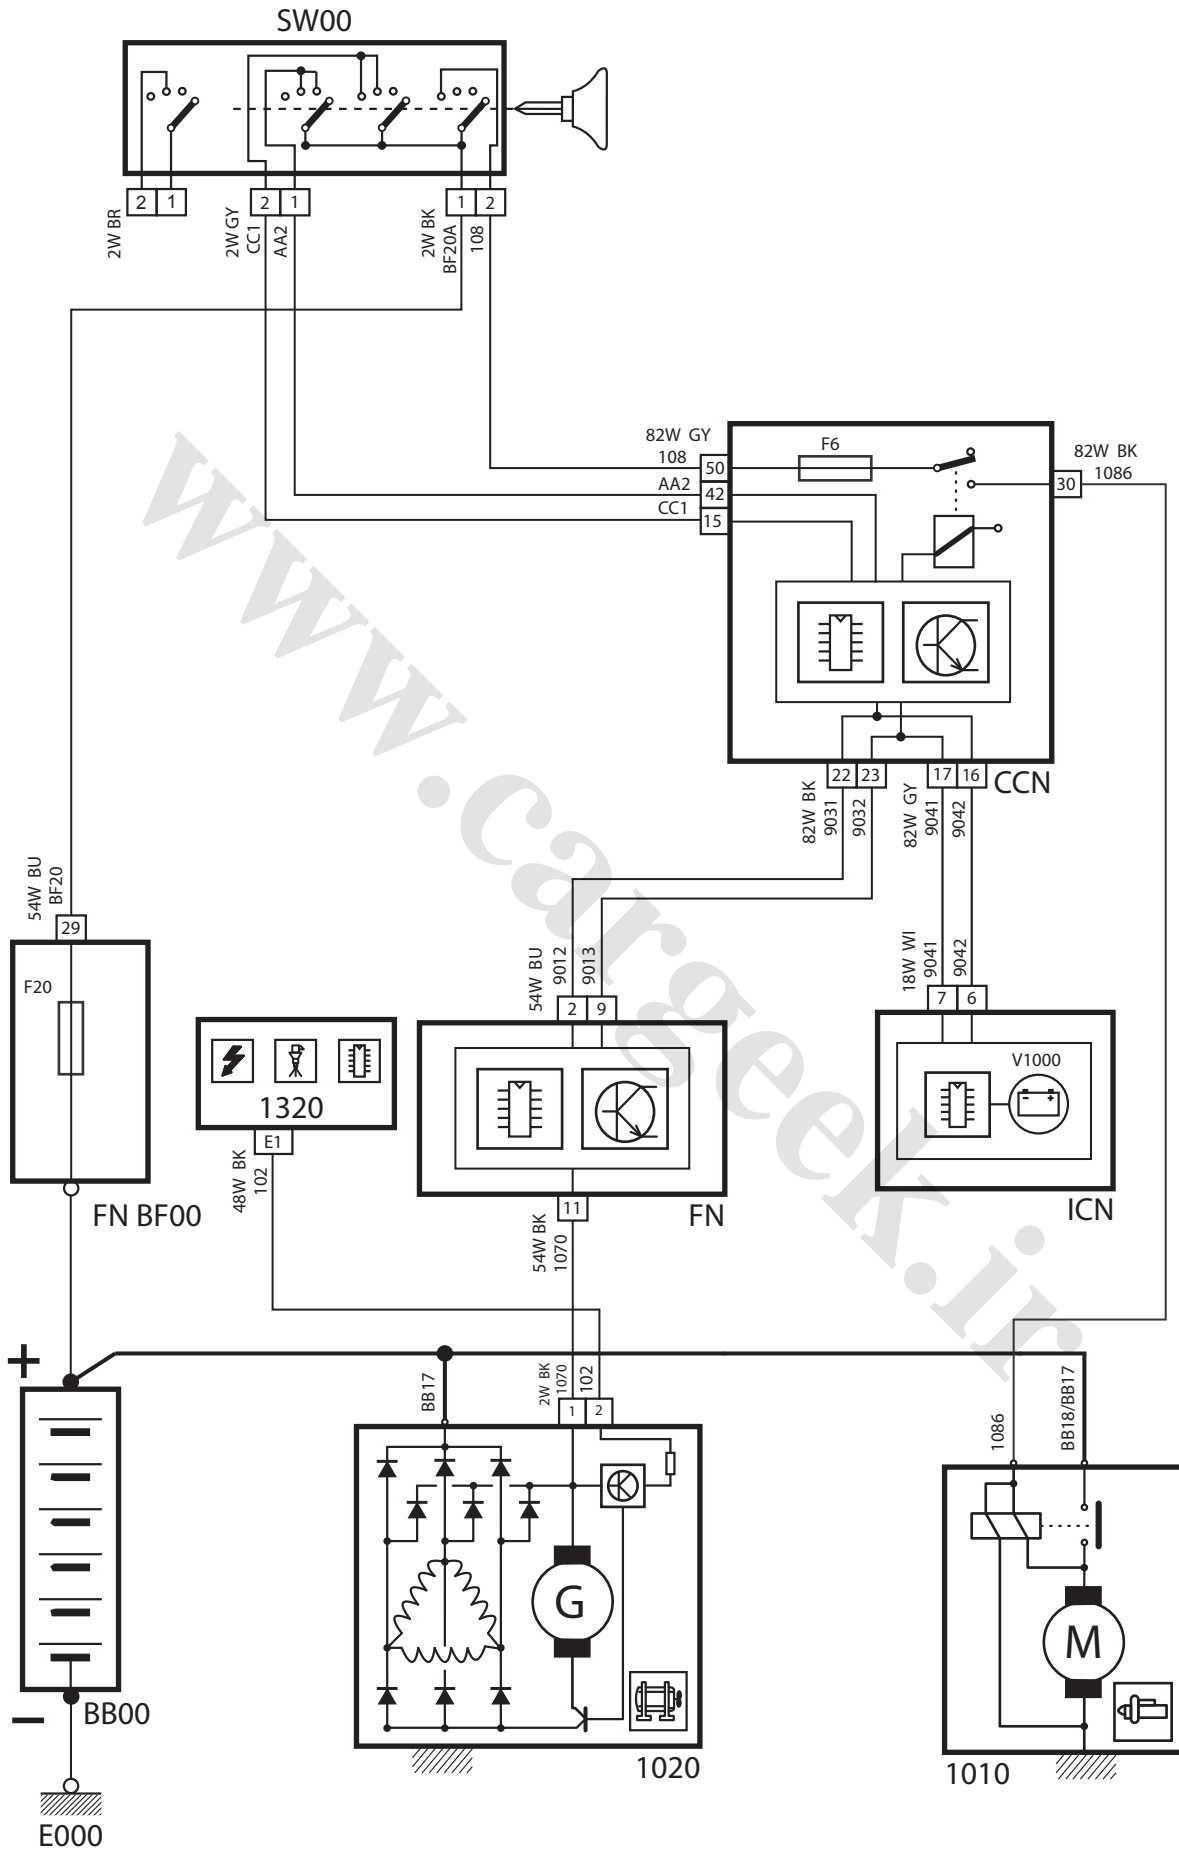 SW00
2 1 2 1 1 2
2W BR
2W GY
CC1
AA2
2W BK
BF20A
108
82W GY
108
AA2
CC1
50
42
15
F6
82W BK
1086
30
22 23 17 16
CCN
82W BK
9031
9032
82W GY
9041
9042
54W BU
BF20
29
F20
FN BF00
1320
E1
48W BK
102
54W BU
9012
9013
2 9
FN
11
54W BK
1070
18W WI
9041
9042
7 6
V1000
- +
ICN
+
BB17
2W BK
1070
102
1 2
1086
BB18/BB17
G
M
–
BB00
1020
1010
E000
www.cargeek.ir